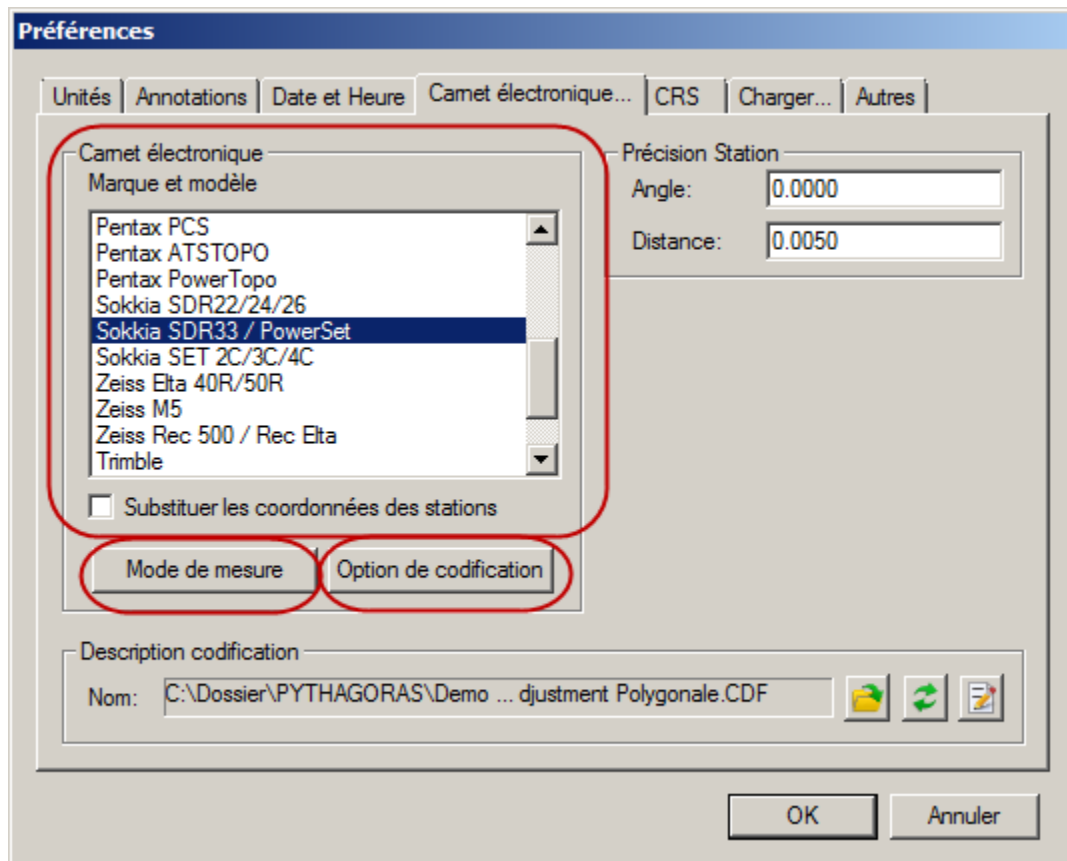 Préférences
Unités
Annotations
Date et Heure
Carnet électronique...
CRS
Charger...
Autres
Carnet électronique
Marque et modèle
Pentax PCS
Pentax ATSTOPO
Pentax PowerTopo
Sokkia SDR22/24/26
Sokkia SDR33 / PowerSet
Sokkia SET 2C/3C/4C
Zeiss Elta 40R/50R
Zeiss M5
Zeiss Rec 500 / Rec Elta
Trimble
Substituer les coordonnées des stations
Mode de mesure
Option de codification
Précision Station
Angle: 0.0000
Distance: 0.0050
Description codification
Nom: C:\Dossier\PYTHAGORAS\Demo ... djustment Polygonale.CDF
OK
Annuler